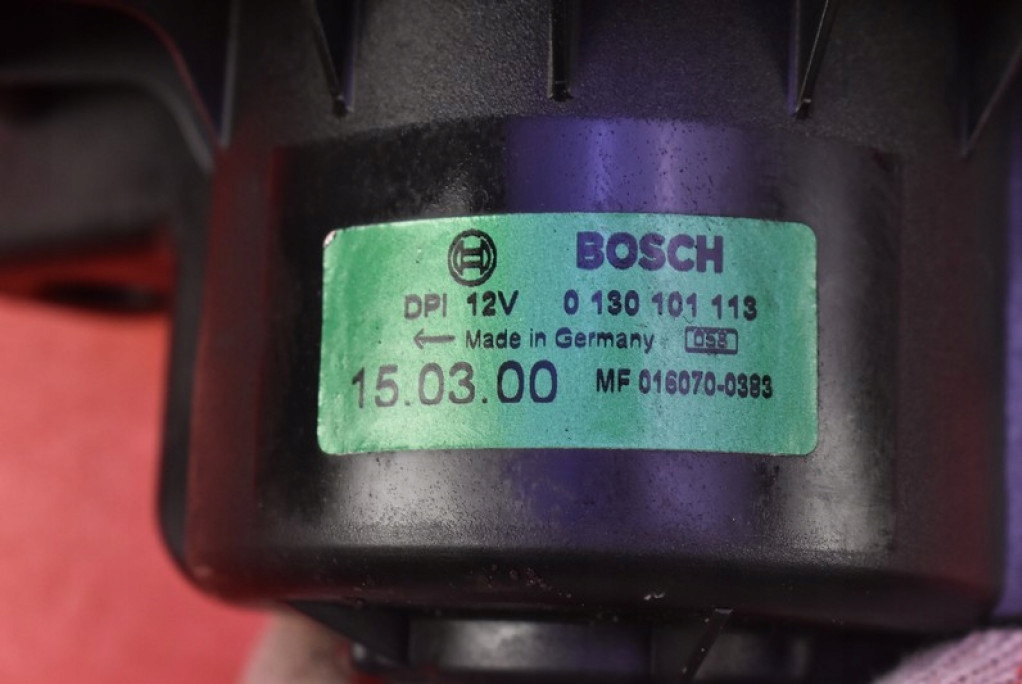 BOSCH
DPI 12V 0 130 101 113
← Made in Germany 058
15.03.00 MF 016070-0383